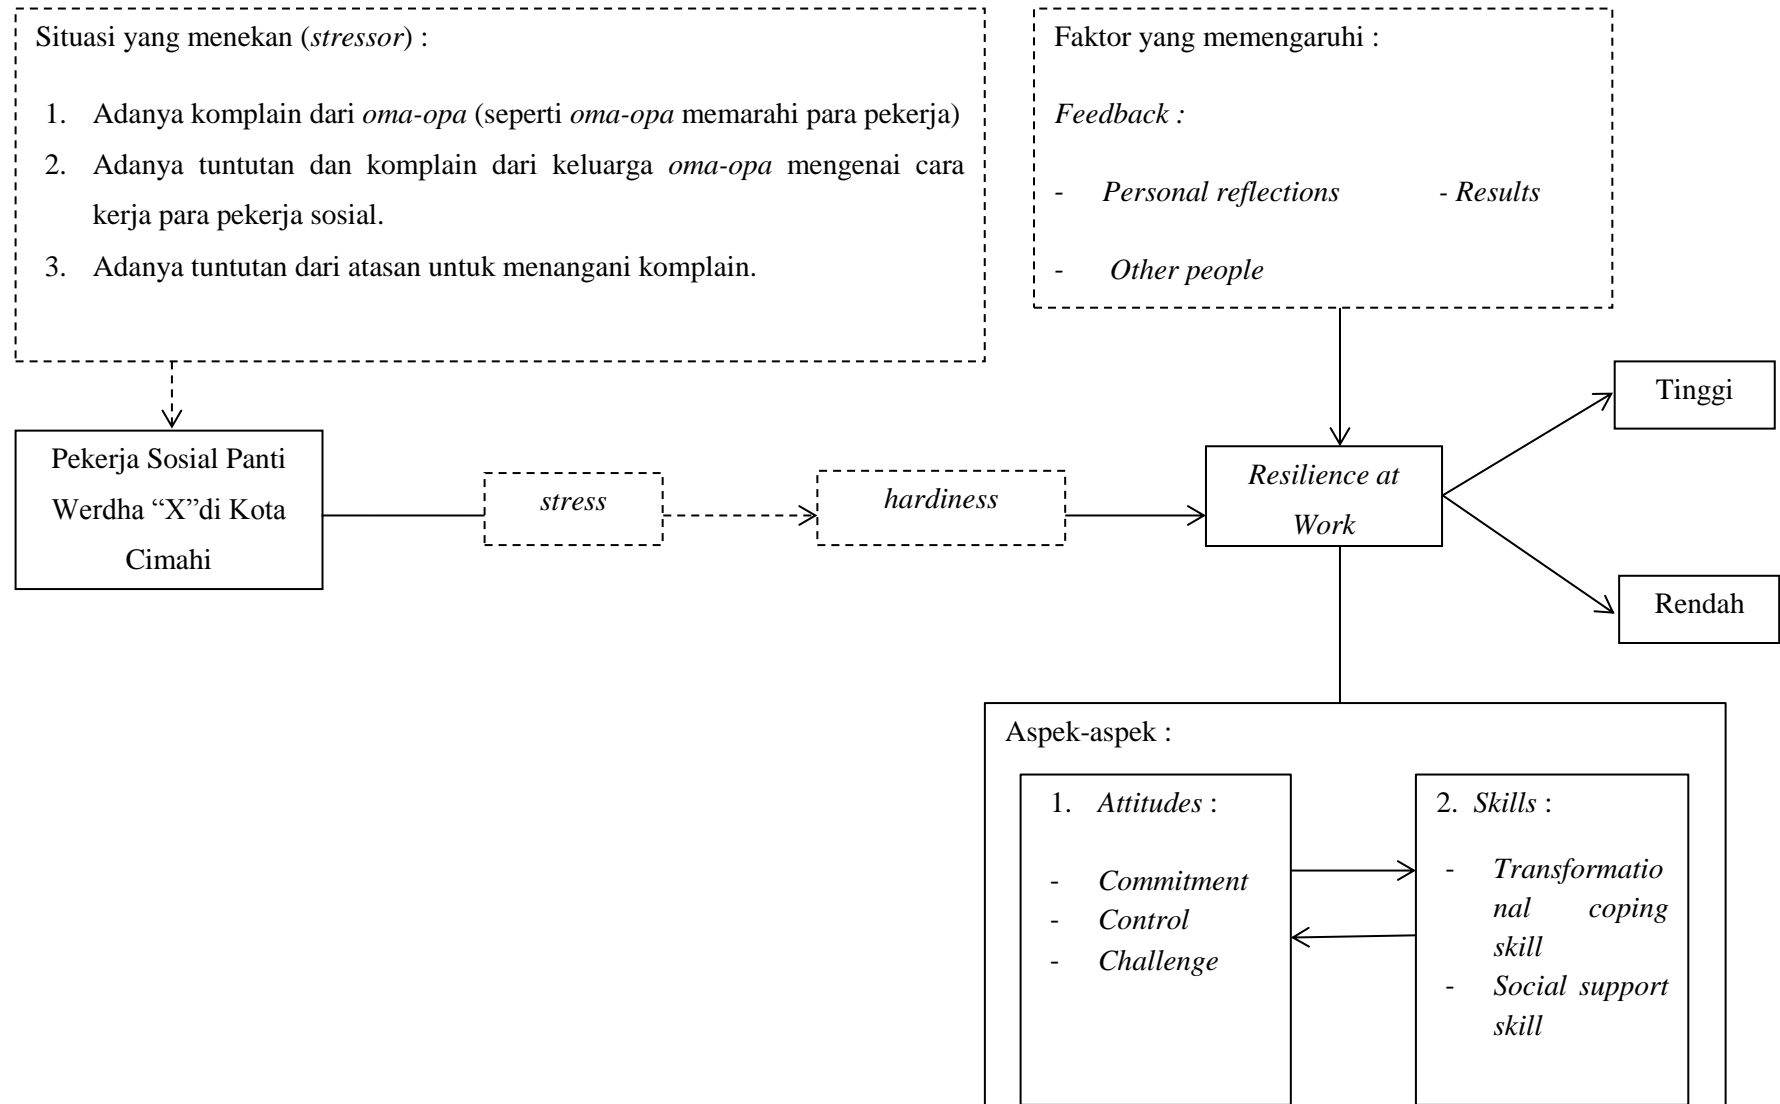 Situasi yang menekan (stressor) :
1. Adanya komplain dari oma-opa (seperti oma-opa memarahi para pekerja)
2. Adanya tuntutan dan komplain dari keluarga oma-opa mengenai cara
kerja para pekerja sosial.
3. Adanya tuntutan dari atasan untuk menangani komplain.
Faktor yang memengaruhi :
Feedback :
- Personal reflections - Results
- Other people
Pekerja Sosial Panti
Werdha “X”di Kota
Cimahi
stress
hardiness
Resilience at
Work
Tinggi
Rendah
Aspek-aspek :
1. Attitudes :
- Commitment
- Control
- Challenge
2. Skills :
- Transformatio
nal coping
skill
- Social support
skill